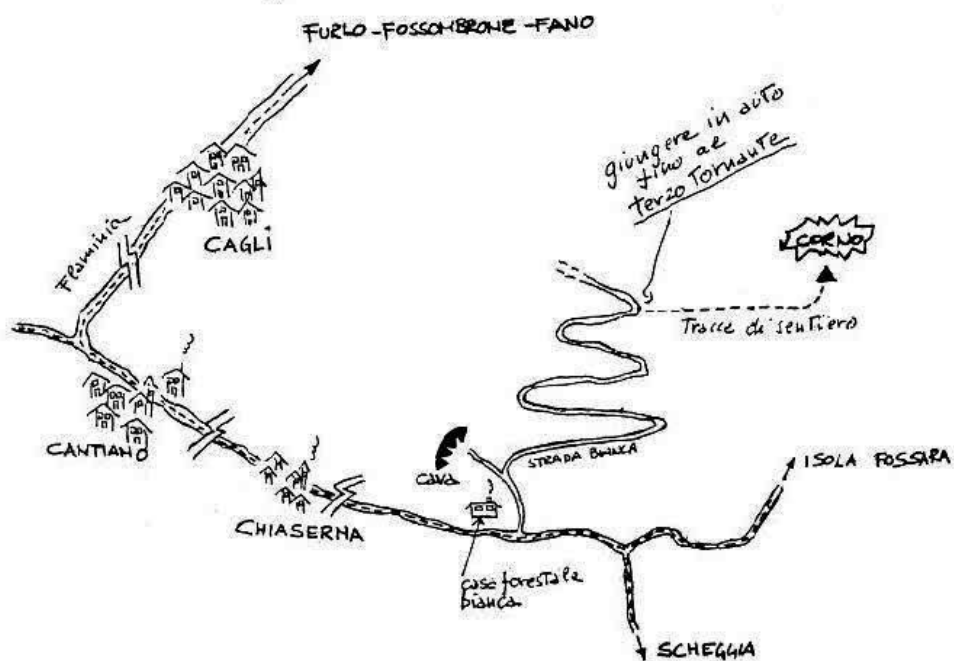 FURLO - FOSSOMBRONE - FANO
giungere in auto
fino al
terzo Tornante
CORNO
Flaminia
CAGLI
Tracce di sentiero
CANTIANO
CAVA
STRADA BIANCA
ISOLA FOSSARA
CHIASERNA
casa forestale
bianca
SCHEGGIA